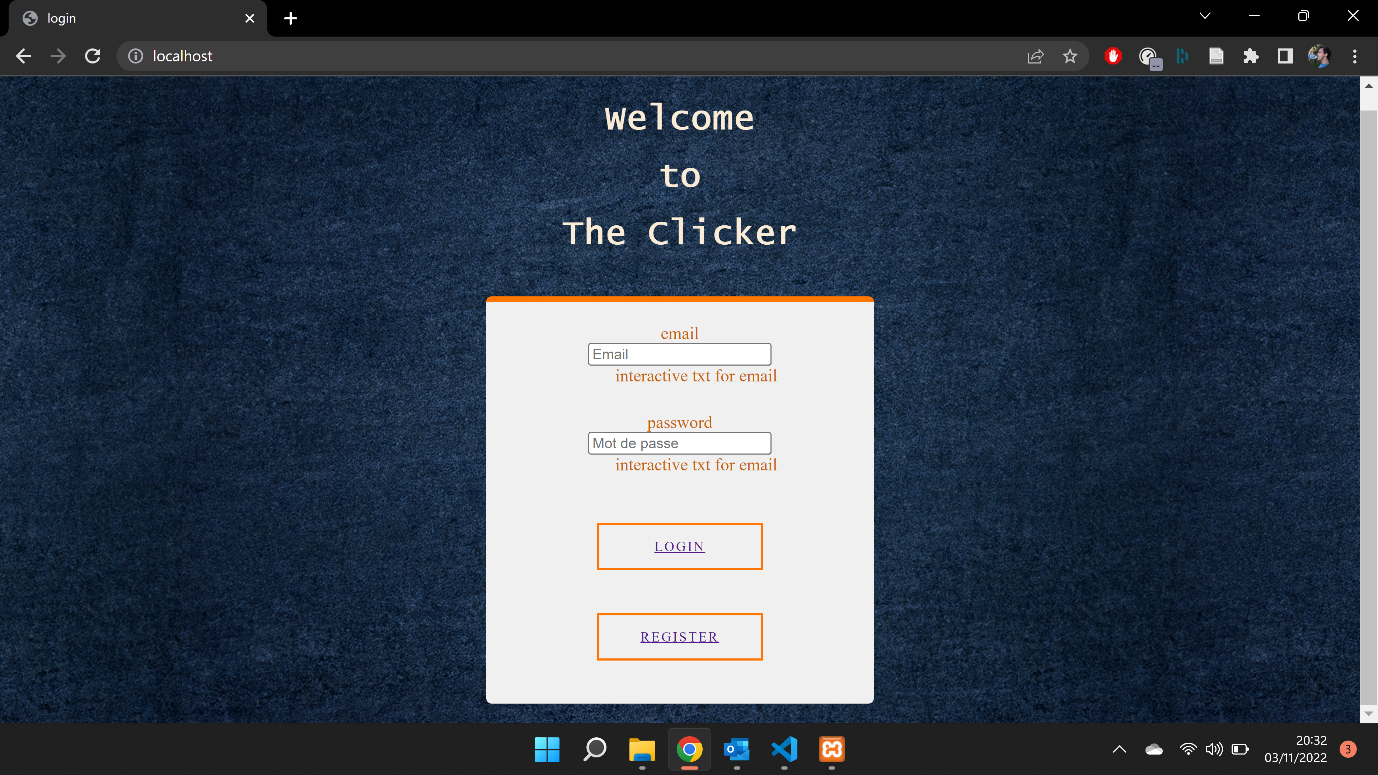 login
localhost
Welcome
to
The Clicker
email
Email
interactive txt for email
password
Mot de passe
interactive txt for email
LOGIN
REGISTER
20:32
03/11/2022
3